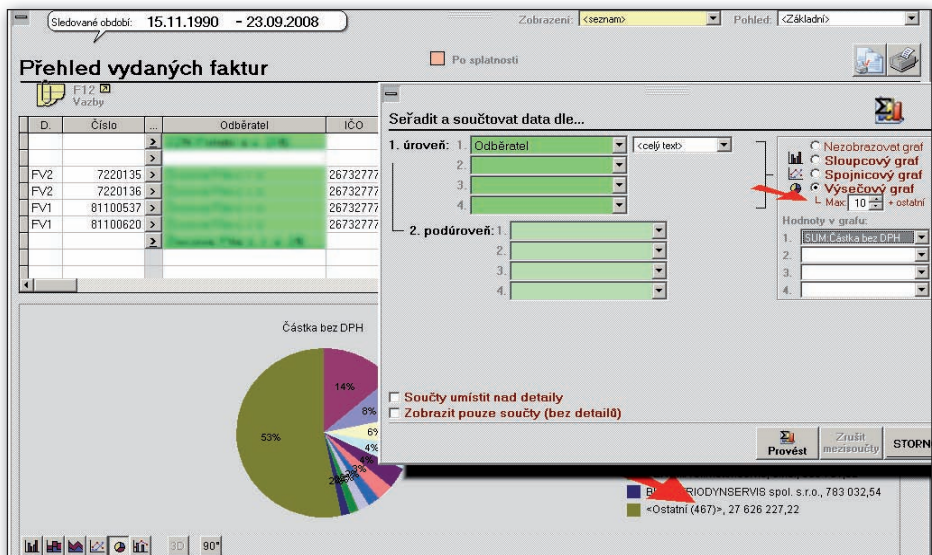 Sledované období: 15.11.1990 - 23.09.2008
Zobrazení: <seznam>
Pohled: <Základní>
Po splatnosti
Přehled vydaných faktur
F12
Vazby
D. Číslo ... Odběratel IČO
FV2 7220135 > 26732777
FV2 7220136 > 26732777
FV1 81100537 > 26732777
FV1 81100620 > 26732777
Seřadit a součtovat data dle...
1. úroveň: 1. Odběratel <celý text>
2.
3.
4.
2. podúroveň: 1.
2.
3.
4.
Nezobrazovat graf
Sloupcový graf
Spojnicový graf
Výsečový graf
Max: 10 + ostatní
Hodnoty v grafu:
1. SUM:Částka bez DPH
2.
3.
4.
Součty umístit nad detaily
Zobrazit pouze součty (bez detailů)
Provést
Zrušit
mezisoučty
STORN
Částka bez DPH
14%
8%
6%
4%
4%
53%
RIODYNSERVIS spol. s.r.o., 783 032,54
<Ostatní (467)>, 27 626 227,22
3D 90°